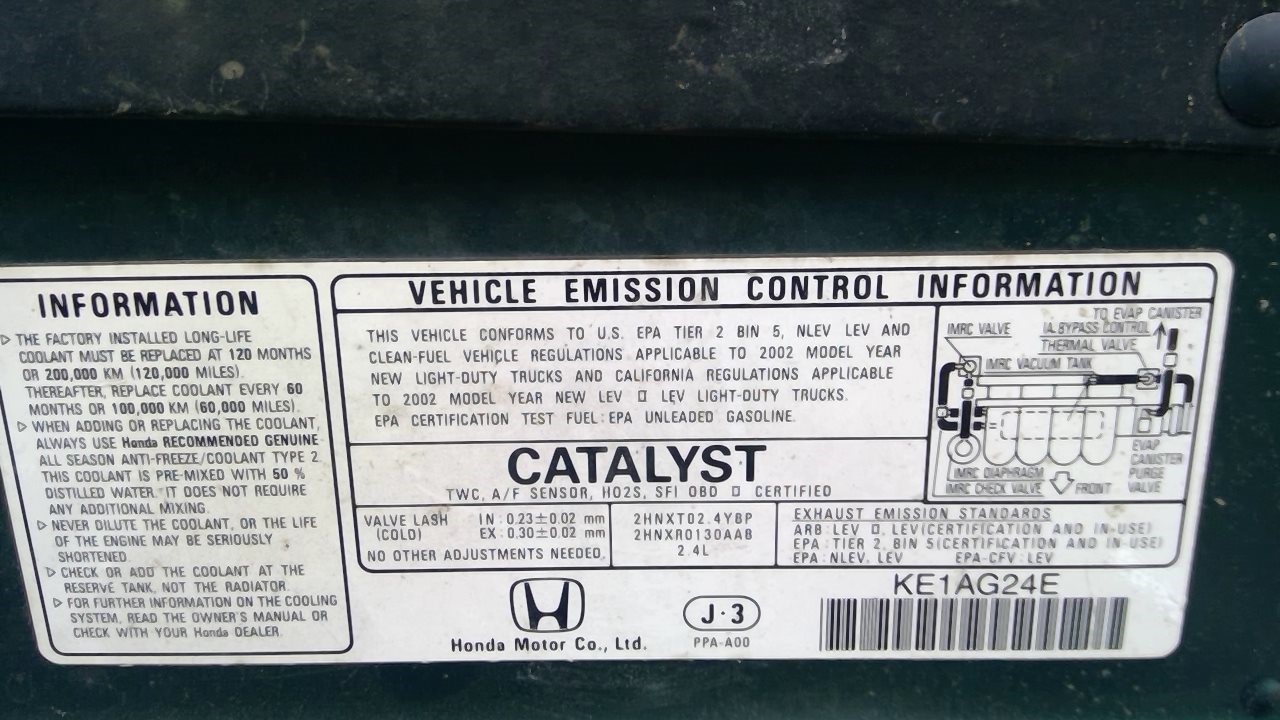 INFORMATION
▷ THE FACTORY INSTALLED LONG-LIFE
COOLANT MUST BE REPLACED AT 120 MONTHS
OR 200,000 KM (120,000 MILES).
THEREAFTER, REPLACE COOLANT EVERY 60
MONTHS OR 100,000 KM (60,000 MILES).
▷ WHEN ADDING OR REPLACING THE COOLANT,
ALWAYS USE Honda RECOMMENDED GENUINE
ALL SEASON ANTI-FREEZE/COOLANT TYPE 2.
THIS COOLANT IS PRE-MIXED WITH 50 %
DISTILLED WATER. IT DOES NOT REQUIRE
ANY ADDITIONAL MIXING.
▷ NEVER DILUTE THE COOLANT, OR THE LIFE
OF THE ENGINE MAY BE SERIOUSLY
SHORTENED.
▷ CHECK OR ADD THE COOLANT AT THE
RESERVE TANK, NOT THE RADIATOR.
▷ FOR FURTHER INFORMATION ON THE COOLING
SYSTEM, READ THE OWNER'S MANUAL OR
CHECK WITH YOUR Honda DEALER.
VEHICLE EMISSION CONTROL INFORMATION
THIS VEHICLE CONFORMS TO U.S. EPA TIER 2 BIN 5, NLEV LEV AND
CLEAN-FUEL VEHICLE REGULATIONS APPLICABLE TO 2002 MODEL YEAR
NEW LIGHT-DUTY TRUCKS AND CALIFORNIA REGULATIONS APPLICABLE
TO 2002 MODEL YEAR NEW LEV Ⅱ LEV LIGHT-DUTY TRUCKS.
EPA CERTIFICATION TEST FUEL:EPA UNLEADED GASOLINE.
CATALYST
TWC, A/F SENSOR, HO2S, SFI OBD Ⅱ CERTIFIED
VALVE LASH IN:0.23±0.02 mm
(COLD) EX:0.30±0.02 mm
NO OTHER ADJUSTMENTS NEEDED.
2HNXT02.4YBP
2HNXR0130AAB
2.4L
EXHAUST EMISSION STANDARDS
ARB:LEV Ⅱ, LEV(CERTIFICATION AND IN-USE)
EPA:TIER 2, BIN 5(CERTIFICATION AND IN USE)
EPA:NLEV, LEV EPA-CFV:LEV
TO EVAP CANISTER
IMRC VALVE
IA BYPASS CONTROL
THERMAL VALVE
IMRC VACUUM TANK
IMRC DIAPHRAGM
IMRC CHECK VALVE
FRONT
EVAP
CANISTER
PURGE
VALVE
Honda Motor Co., Ltd.
J·3
PPA-A00
KE1AG24E